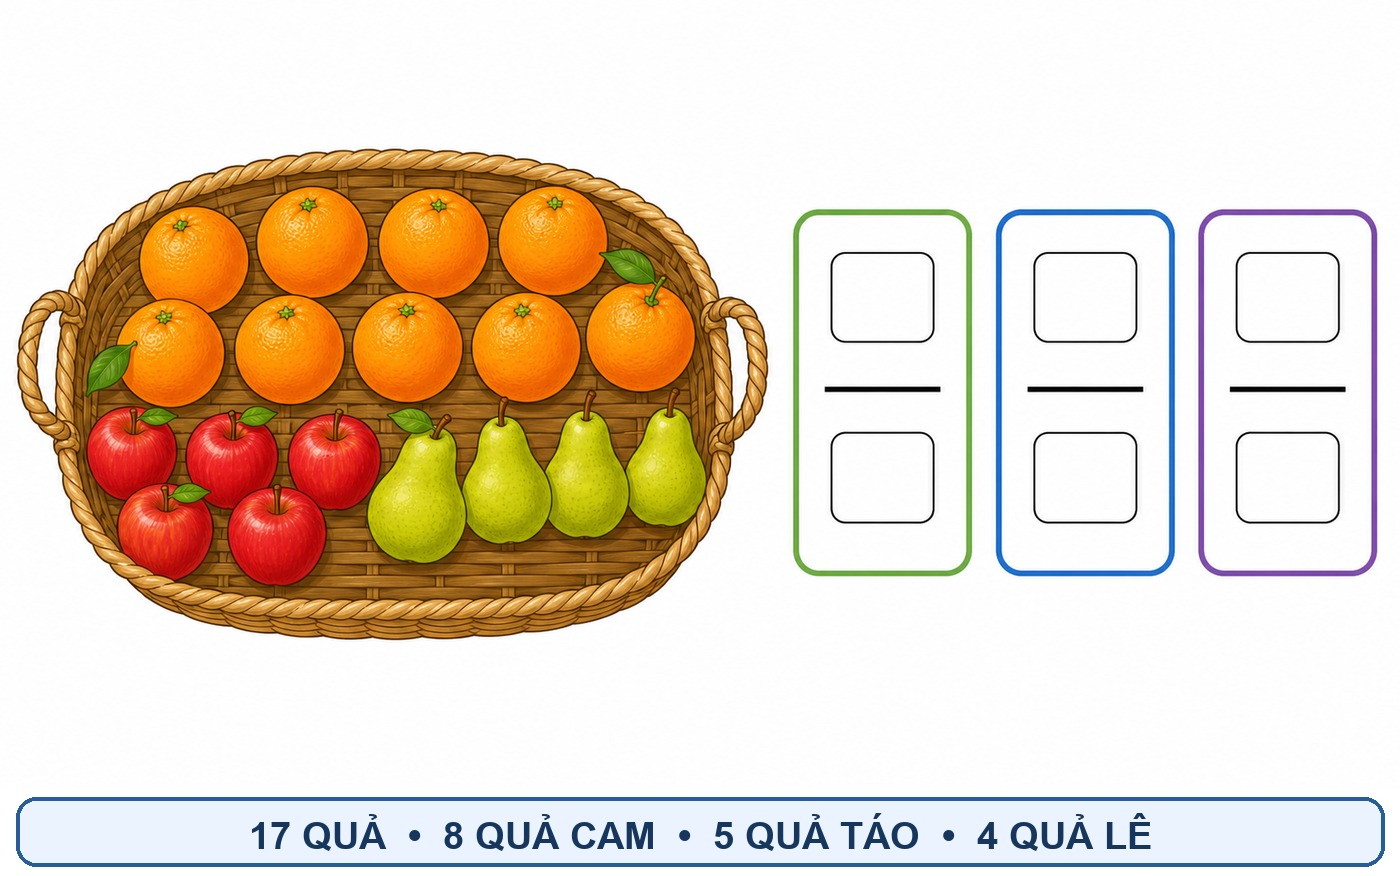 17 QUẢ • 8 QUẢ CAM • 5 QUẢ TÁO • 4 QUẢ LÊ